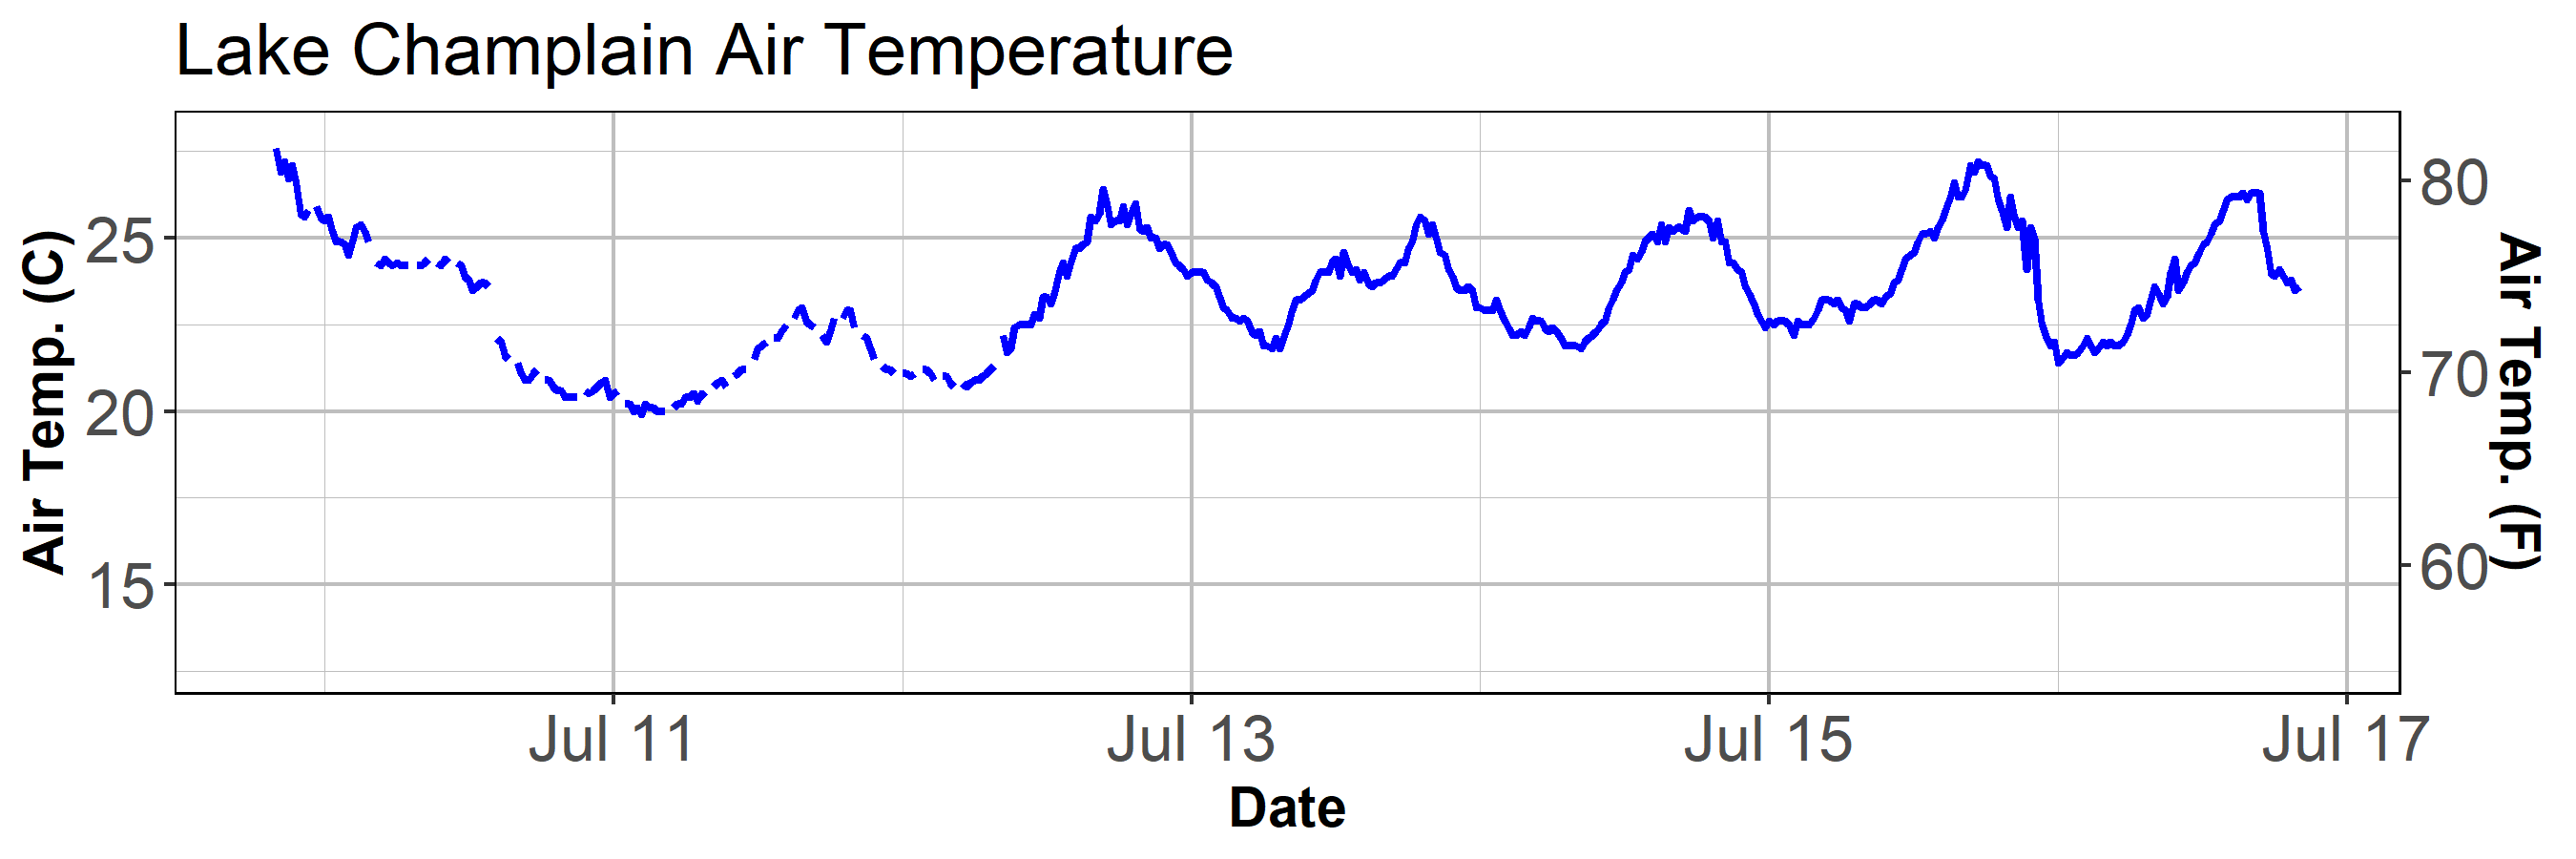 Lake Champlain Air Temperature
Air Temp. (C)
25
20
15
80
70
60
Air Temp. (F)
Jul 11
Jul 13
Jul 15
Jul 17
Date